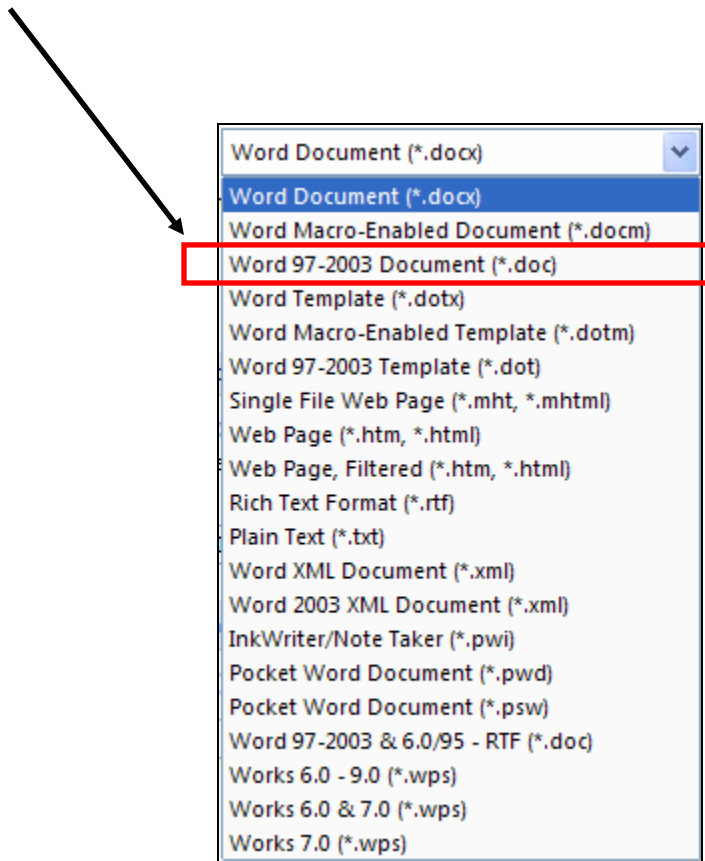 Word Document (*.docx)
Word Document (*.docx)
Word Macro-Enabled Document (*.docm)
Word 97-2003 Document (*.doc)
Word Template (*.dotx)
Word Macro-Enabled Template (*.dotm)
Word 97-2003 Template (*.dot)
Single File Web Page (*.mht, *.mhtml)
Web Page (*.htm, *.html)
Web Page, Filtered (*.htm, *.html)
Rich Text Format (*.rtf)
Plain Text (*.txt)
Word XML Document (*.xml)
Word 2003 XML Document (*.xml)
InkWriter/Note Taker (*.pwi)
Pocket Word Document (*.pwd)
Pocket Word Document (*.psw)
Word 97-2003 & 6.0/95 - RTF (*.doc)
Works 6.0 - 9.0 (*.wps)
Works 6.0 & 7.0 (*.wps)
Works 7.0 (*.wps)